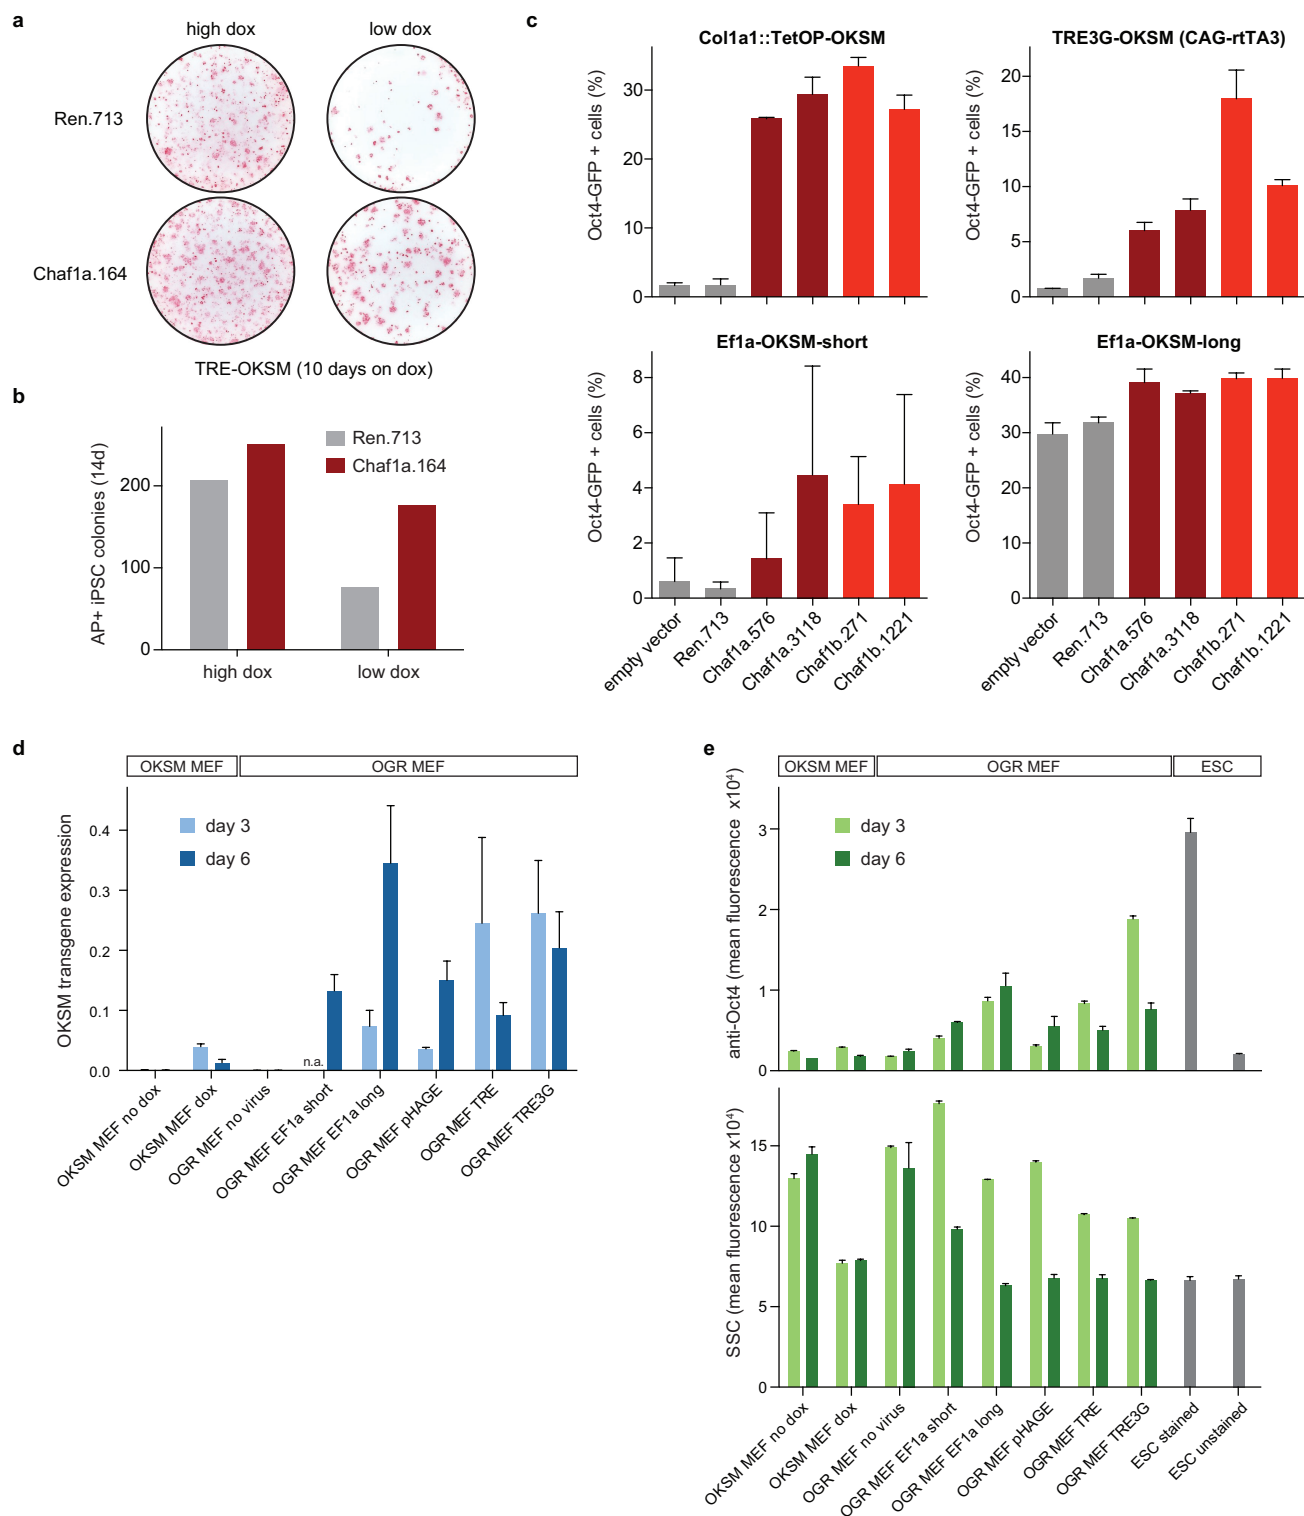 a
high dox
low dox
Ren.713
Chaf1a.164
TRE-OKSM (10 days on dox)
b
AP+ iPSC colonies (14d)
200
100
0
Ren.713
Chaf1a.164
high dox
low dox
c
Col1a1::TetOP-OKSM
Oct4-GFP + cells (%)
30
20
10
0
TRE3G-OKSM (CAG-rtTA3)
Oct4-GFP + cells (%)
20
15
10
5
0
Ef1a-OKSM-short
Oct4-GFP + cells (%)
8
6
4
2
0
empty vector
Ren.713
Chaf1a.576
Chaf1a.3118
Chaf1b.271
Chaf1b.1221
Ef1a-OKSM-long
Oct4-GFP + cells (%)
40
30
20
10
0
empty vector
Ren.713
Chaf1a.576
Chaf1a.3118
Chaf1b.271
Chaf1b.1221
d
OKSM MEF
OGR MEF
OKSM transgene expression
0.4
0.3
0.2
0.1
0.0
day 3
day 6
n.a.
OKSM MEF no dox
OKSM MEF dox
OGR MEF no virus
OGR MEF EF1a short
OGR MEF EF1a long
OGR MEF pHAGE
OGR MEF TRE
OGR MEF TRE3G
e
OKSM MEF
OGR MEF
ESC
anti-Oct4 (mean fluorescence x10⁴)
3
2
1
0
day 3
day 6
SSC (mean fluorescence x10⁴)
15
10
5
0
OKSM MEF no dox
OKSM MEF dox
OGR MEF no virus
OGR MEF EF1a short
OGR MEF EF1a long
OGR MEF pHAGE
OGR MEF TRE
OGR MEF TRE3G
ESC stained
ESC unstained